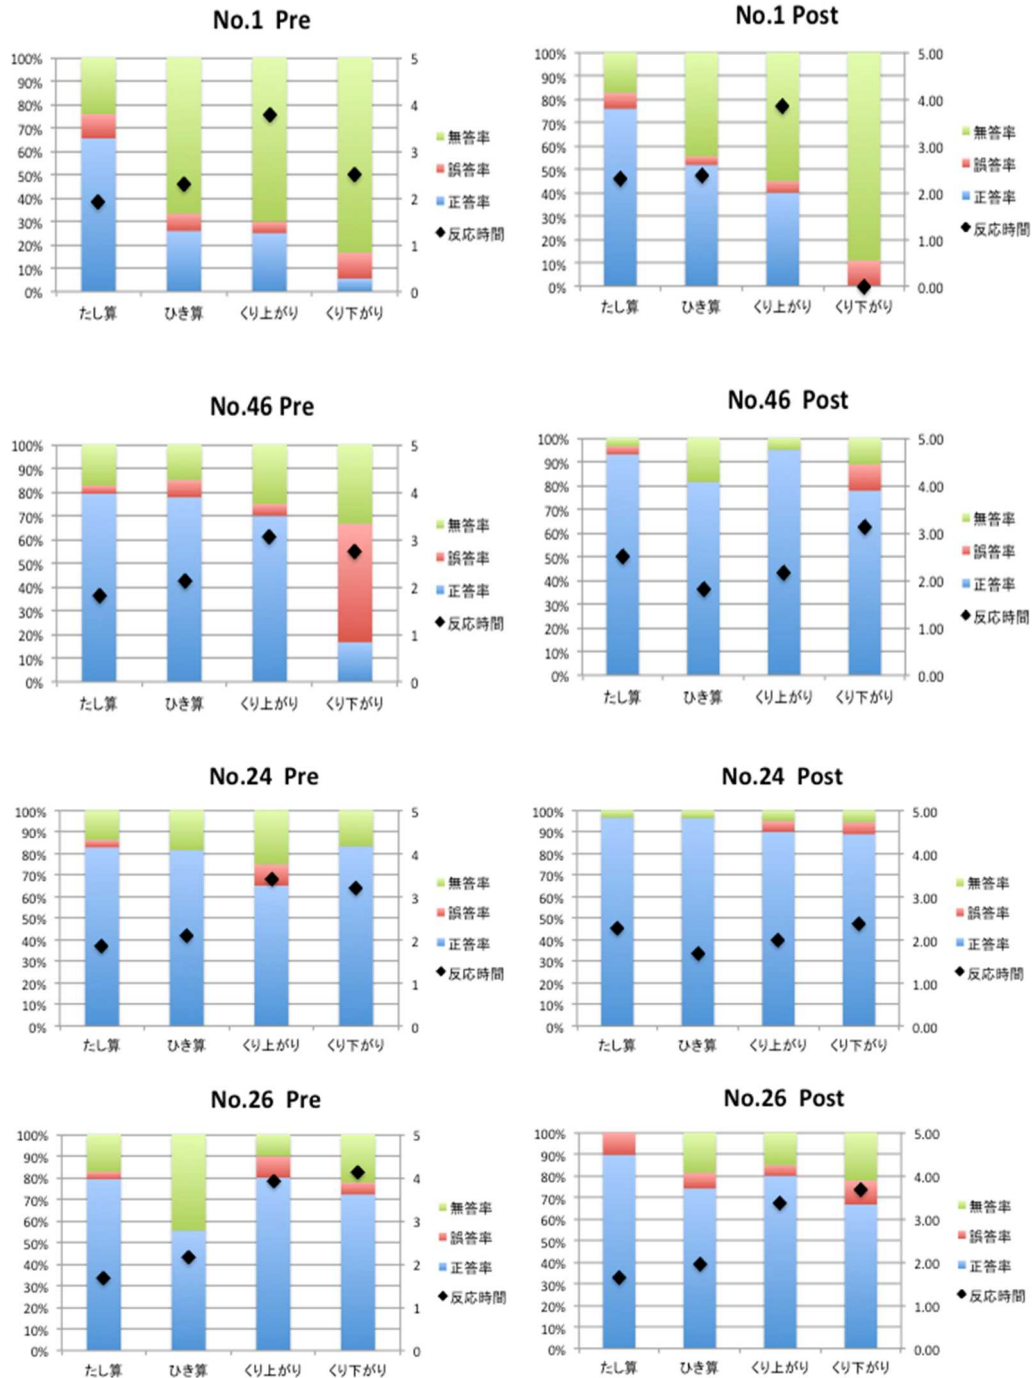 No.1 Pre
100%
90%
80%
70%
60%
50%
40%
30%
20%
10%
0%
5
4
3
2
1
0
たし算 ひき算 くり上がり くり下がり
無答率
誤答率
正答率
反応時間
No.1 Post
100%
90%
80%
70%
60%
50%
40%
30%
20%
10%
0%
5.00
4.00
3.00
2.00
1.00
0.00
たし算 ひき算 くり上がり くり下がり
無答率
誤答率
正答率
反応時間
No.46 Pre
100%
90%
80%
70%
60%
50%
40%
30%
20%
10%
0%
5
4
3
2
1
0
たし算 ひき算 くり上がり くり下がり
無答率
誤答率
正答率
反応時間
No.46 Post
100%
90%
80%
70%
60%
50%
40%
30%
20%
10%
0%
5.00
4.00
3.00
2.00
1.00
0.00
たし算 ひき算 くり上がり くり下がり
無答率
誤答率
正答率
反応時間
No.24 Pre
100%
90%
80%
70%
60%
50%
40%
30%
20%
10%
0%
5
4
3
2
1
0
たし算 ひき算 くり上がり くり下がり
無答率
誤答率
正答率
反応時間
No.24 Post
100%
90%
80%
70%
60%
50%
40%
30%
20%
10%
0%
5.00
4.00
3.00
2.00
1.00
0.00
たし算 ひき算 くり上がり くり下がり
無答率
誤答率
正答率
反応時間
No.26 Pre
100%
90%
80%
70%
60%
50%
40%
30%
20%
10%
0%
5
4
3
2
1
0
たし算 ひき算 くり上がり くり下がり
無答率
誤答率
正答率
反応時間
No.26 Post
100%
90%
80%
70%
60%
50%
40%
30%
20%
10%
0%
5.00
4.00
3.00
2.00
1.00
0.00
たし算 ひき算 くり上がり くり下がり
無答率
誤答率
正答率
反応時間